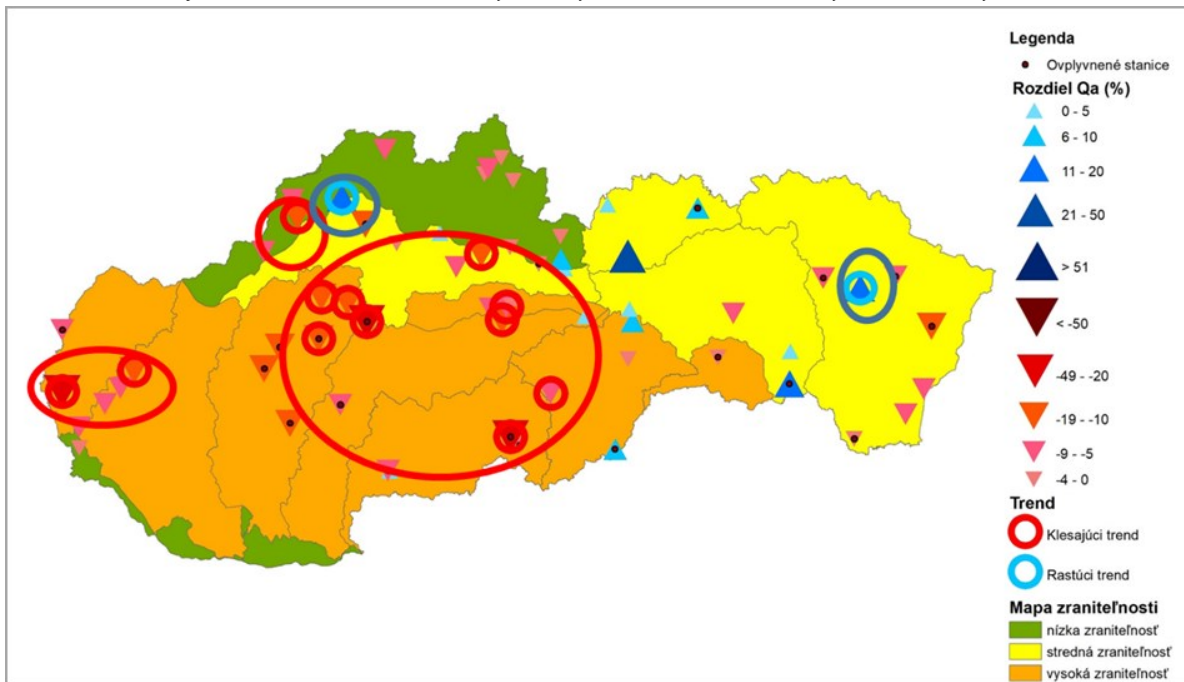 Legenda
Ovplyvnené stanice
Rozdiel Qa (%)
0 - 5
6 - 10
11 - 20
21 - 50
> 51
< -50
-49 - -20
-19 - -10
-9 - -5
-4 - 0
Trend
Klesajúci trend
Rastúci trend
Mapa zraniteľnosti
nízka zraniteľnosť
stredná zraniteľnosť
vysoká zraniteľnosť